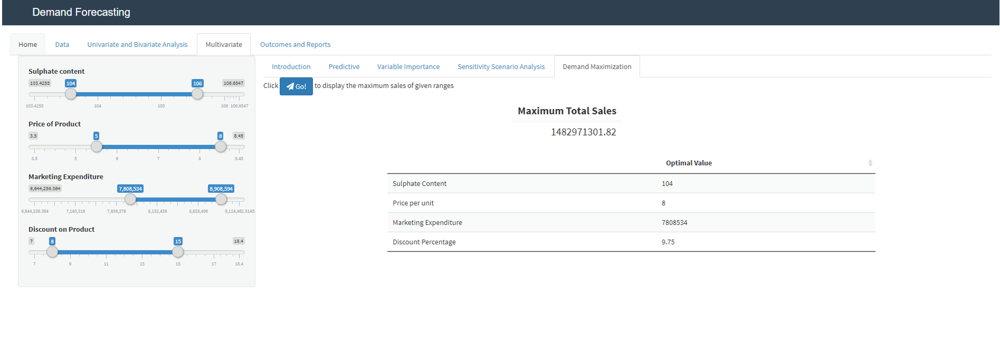 Demand Forecasting
Home Data Univariate and Bivariate Analysis Multivariate Outcomes and Reports
Sulphate content
103.4255 104 106 106.6547
103.4255 104 105 106 106.6547
Price of Product
3.5 5 8 8.45
3.5 5 6 7 8 8.45
Marketing Expenditure
6,644,256.364 7,808,534 8,908,594
6,644,256.364 7,140,316 7,636,376 8,132,436 8,628,496 9,124,462.5145
Discount on Product
7 8 15 18.4
7 9 11 13 15 17 18.4
Introduction Predictive Variable Importance Sensitivity Scenario Analysis Demand Maximization
Click Go! to display the maximum sales of given ranges
Maximum Total Sales
1482971301.82
Optimal Value
Sulphate Content 104
Price per unit 8
Marketing Expenditure 7808534
Discount Percentage 9.75